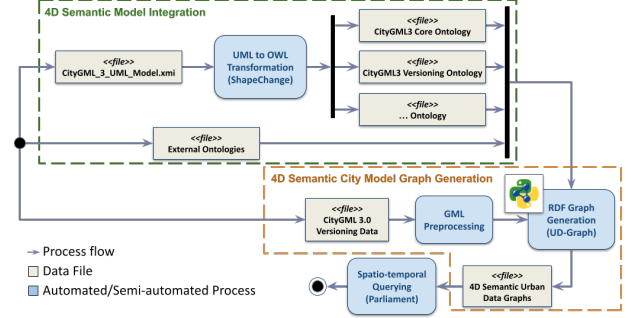 4D Semantic Model Integration
<<file>>
CityGML_3_UML_Model.xmi
UML to OWL
Transformation
(ShapeChange)
<<file>>
CityGML3 Core Ontology
<<file>>
CityGML3 Versioning Ontology
<<file>>
... Ontology
<<file>>
External Ontologies
4D Semantic City Model Graph Generation
<<file>>
CityGML 3.0
Versioning Data
GML
Preprocessing
RDF Graph
Generation
(UD-Graph)
Process flow
Data File
Automated/Semi-automated Process
Spatio-temporal
Querying
(Parliament)
<<file>>
4D Semantic Urban
Data Graphs